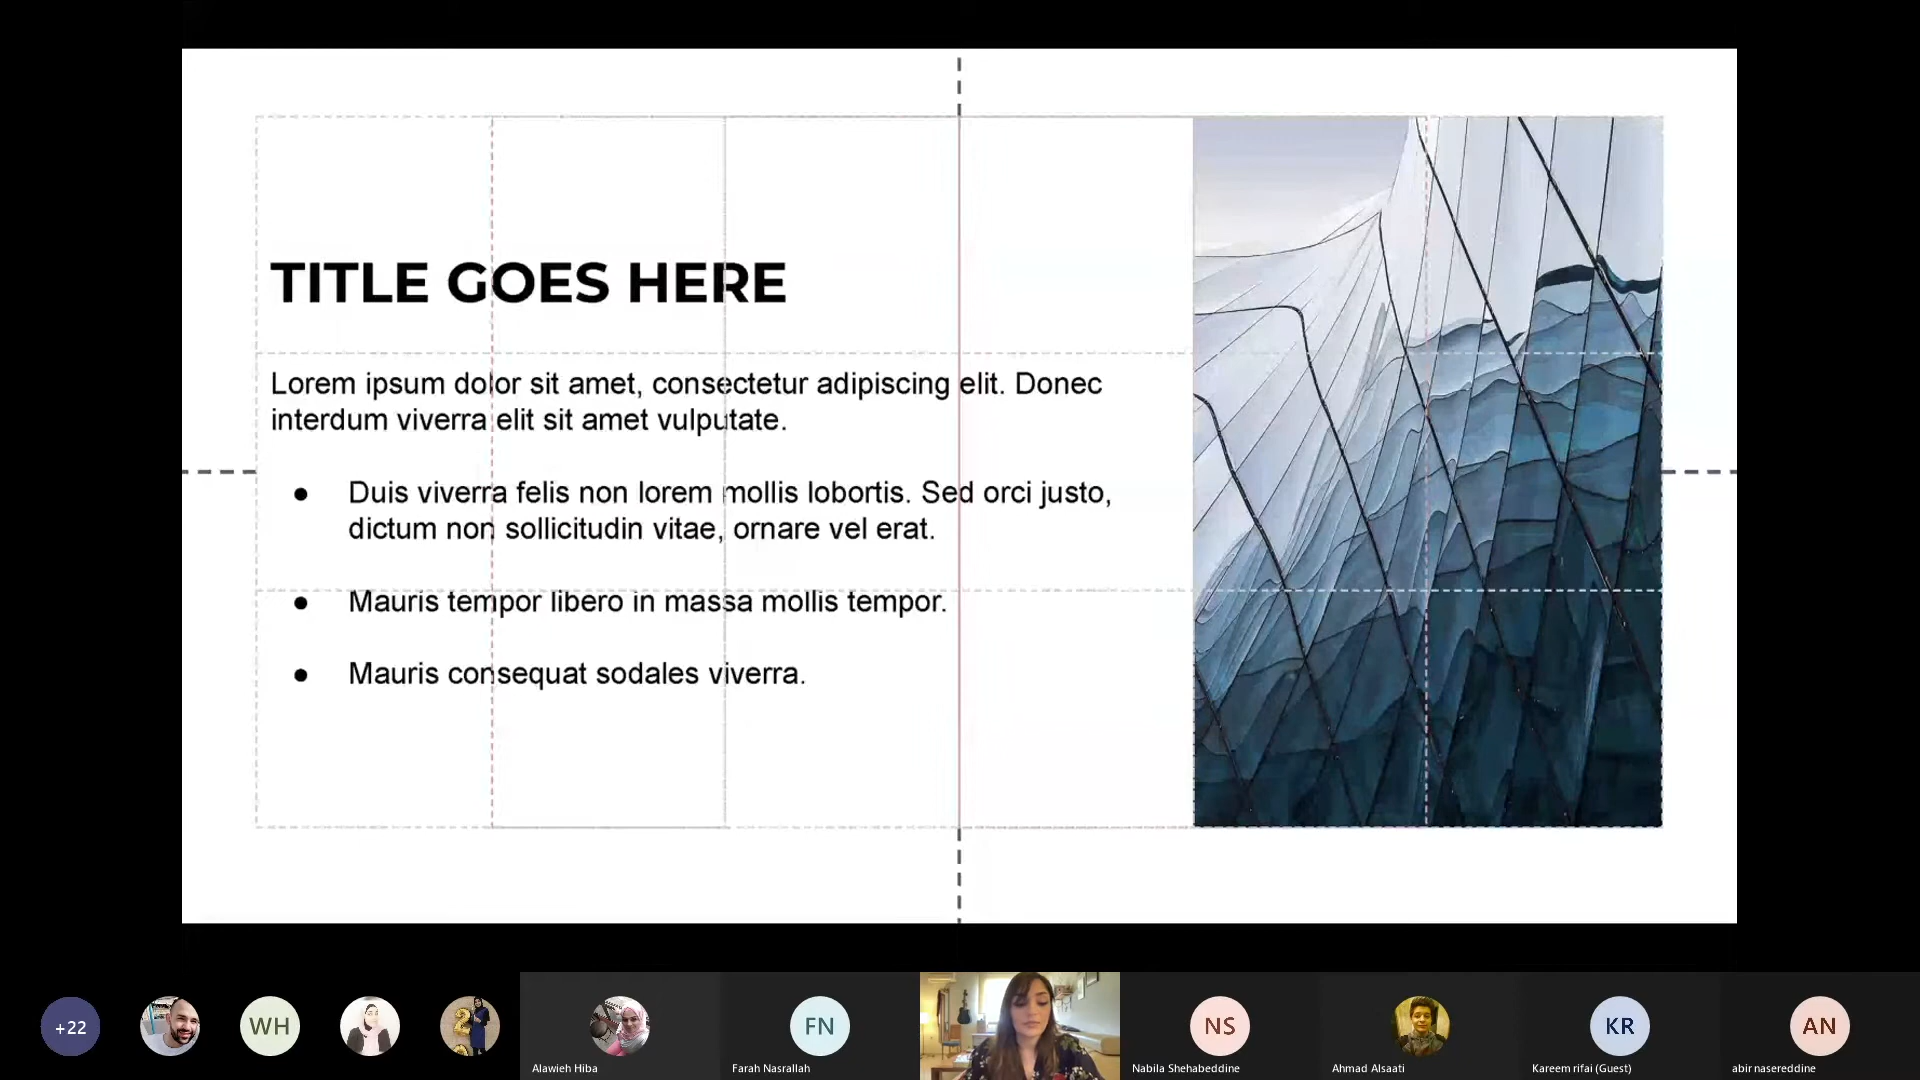 TITLE GOES HERE
Lorem ipsum dolor sit amet, consectetur adipiscing elit. Donec
interdum viverra elit sit amet vulputate.
● Duis viverra felis non lorem mollis lobortis. Sed orci justo,
dictum non sollicitudin vitae, ornare vel erat.
● Mauris tempor libero in massa mollis tempor.
● Mauris consequat sodales viverra.
+22
WH
2
Alawieh Hiba
FN
Farah Nasrallah
NS
Nabila Shehabeddine
Ahmad Alsaati
KR
Kareem rifai (Guest)
AN
abir nasereddine